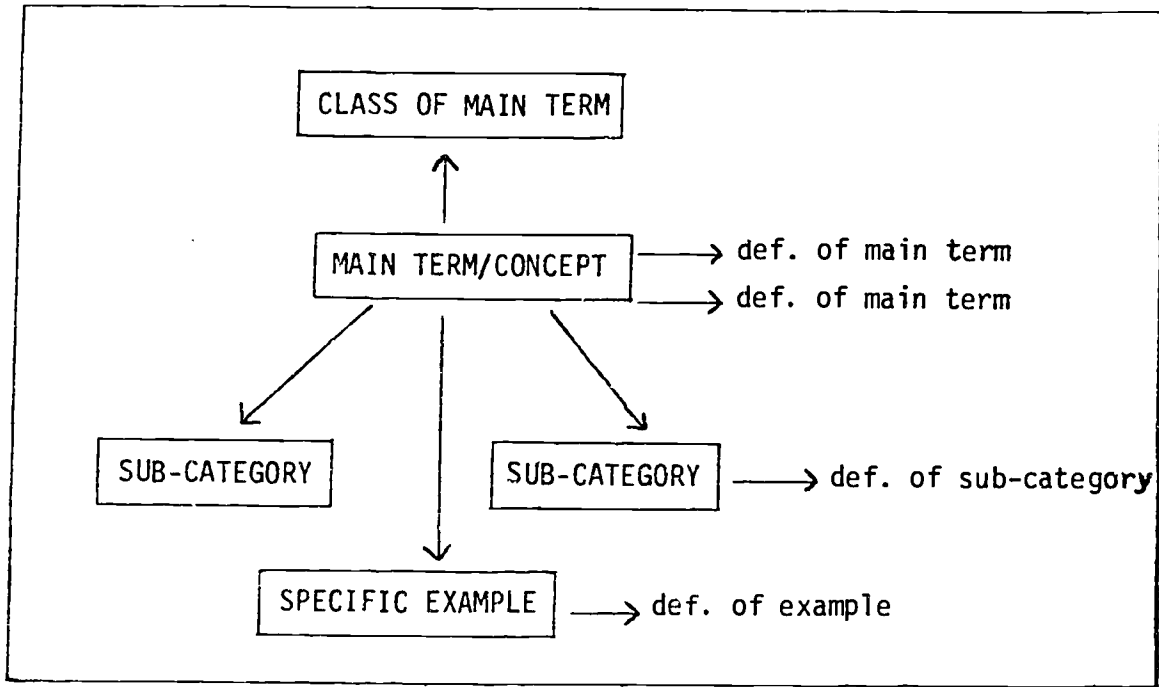 CLASS OF MAIN TERM
MAIN TERM/CONCEPT
def. of main term
def. of main term
SUB-CATEGORY
SUB-CATEGORY
def. of sub-category
SPECIFIC EXAMPLE
def. of example